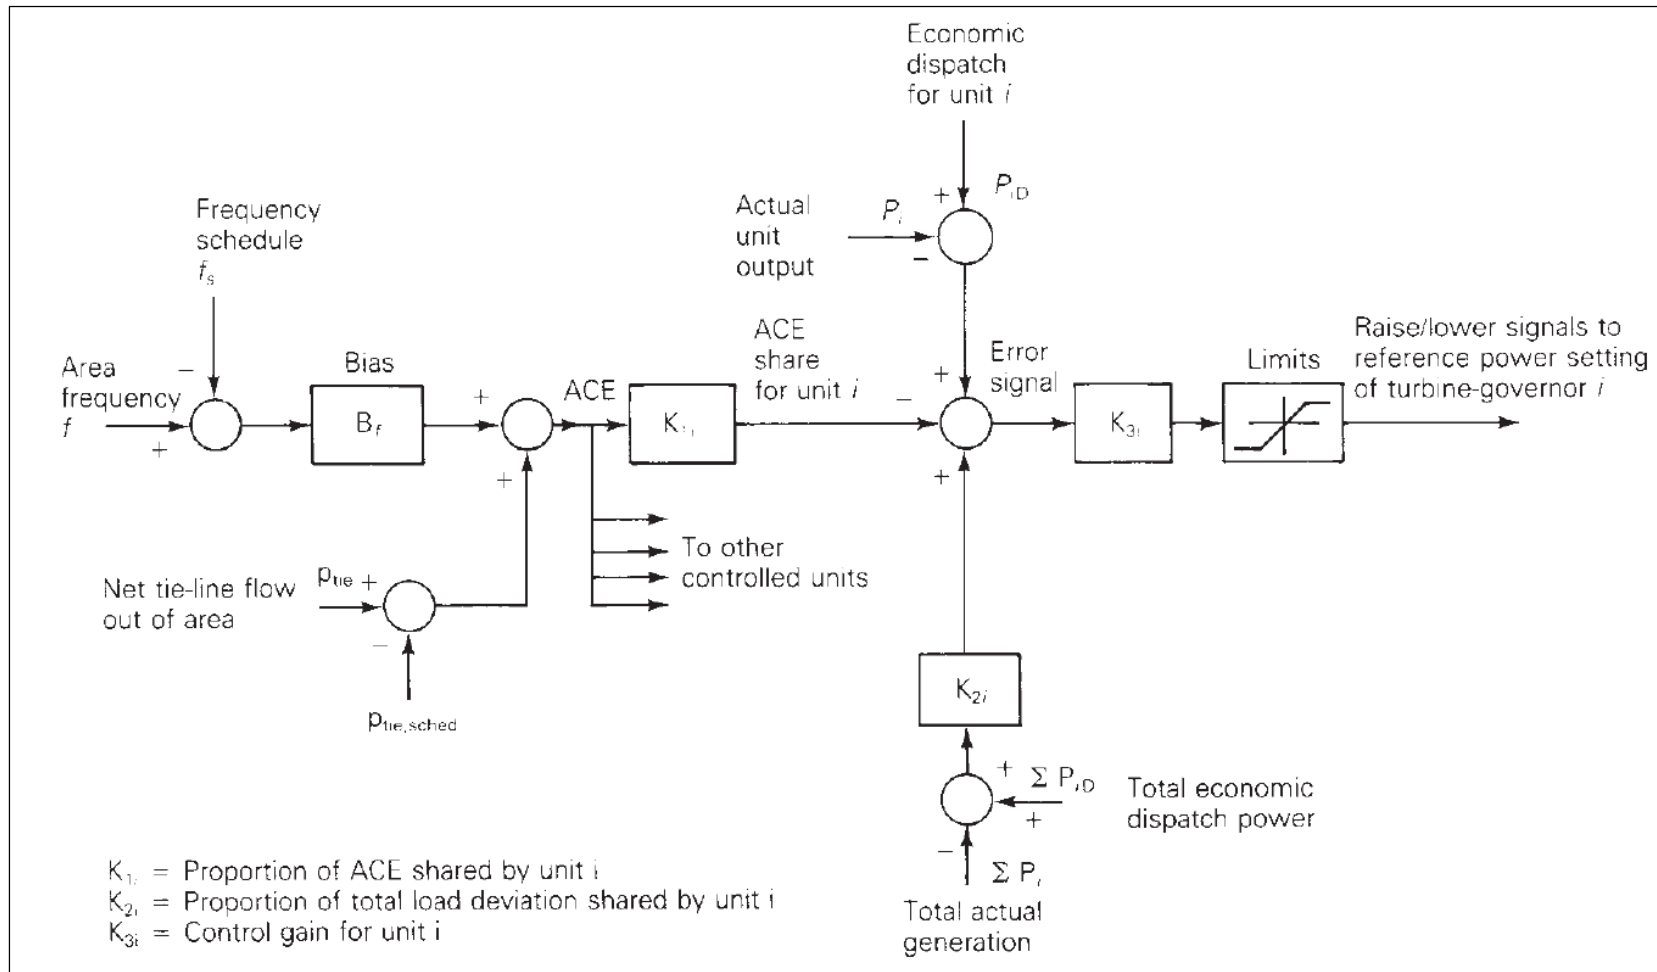 Economic
dispatch
for unit i
+
P_iD
Actual
unit
output
P_i
−
Frequency
schedule
f_s
−
Area
frequency
f
+
Bias
B_f
+
+
ACE
K_1i
ACE
share
for unit i
−
+
+
Error
signal
K_3i
Limits
Raise/lower signals to
reference power setting
of turbine-governor i
To other
controlled units
Net tie-line flow
out of area
p_tie +
−
p_tie,sched
K_2i
+
Σ P_iD
+
−
Total economic
dispatch power
Σ P_i
Total actual
generation
K_1i = Proportion of ACE shared by unit i
K_2i = Proportion of total load deviation shared by unit i
K_3i = Control gain for unit i